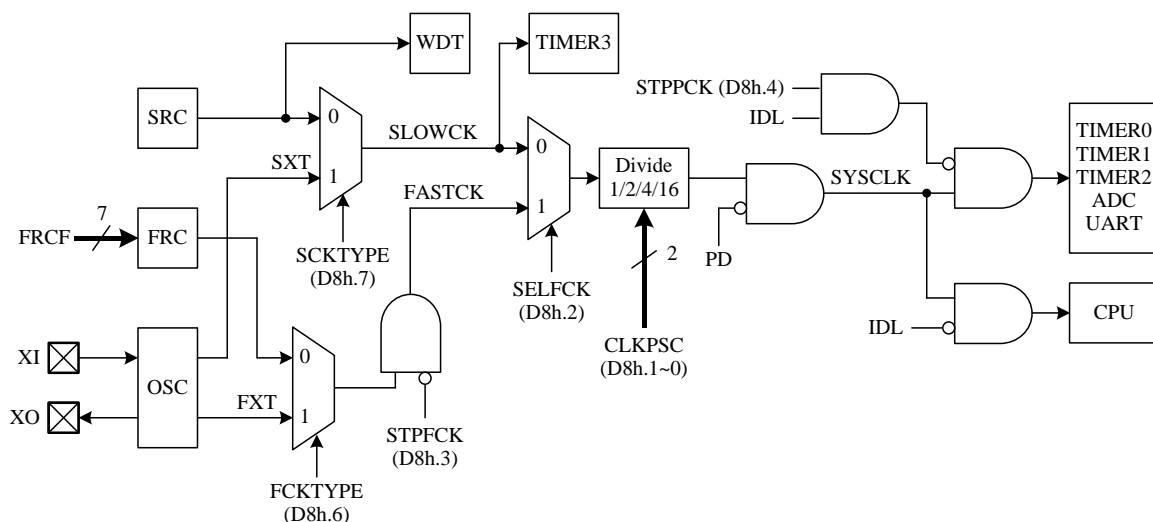 WDT
TIMER3
STPPCK (D8h.4)
IDL
SRC
0
SLOWCK
0
TIMER0
TIMER1
TIMER2
ADC
UART
SXT
1
Divide
1/2/4/16
SYSCLK
FASTCK
1
7
FRCF
FRC
SCKTYPE
(D8h.7)
2
PD
SELFCK
(D8h.2)
CPU
IDL
XI
0
CLKPSC
(D8h.1~0)
OSC
XO
FXT
1
STPFCK
(D8h.3)
FCKTYPE
(D8h.6)